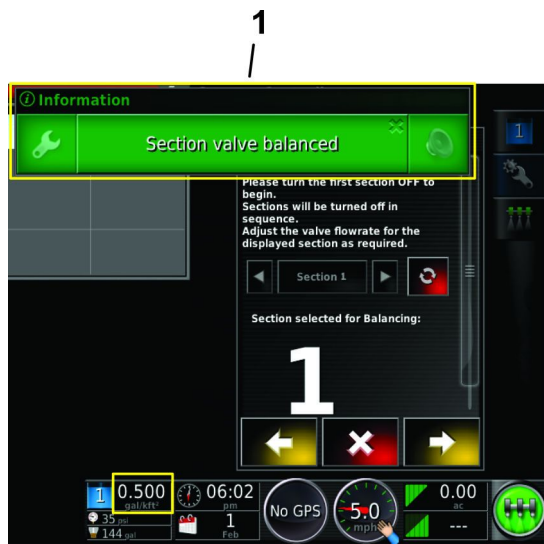 1
Information
Section valve balanced
1
Please turn the first section OFF to
begin.
Sections will be turned off in
sequence.
Adjust the valve flowrate for the
displayed section as required.
Section 1
Section selected for Balancing:
1
1 0.500
gal/kft²
35 psi
144 gal
06:02
pm
1
Feb
No GPS
5.0
mph
0.00
ac
---